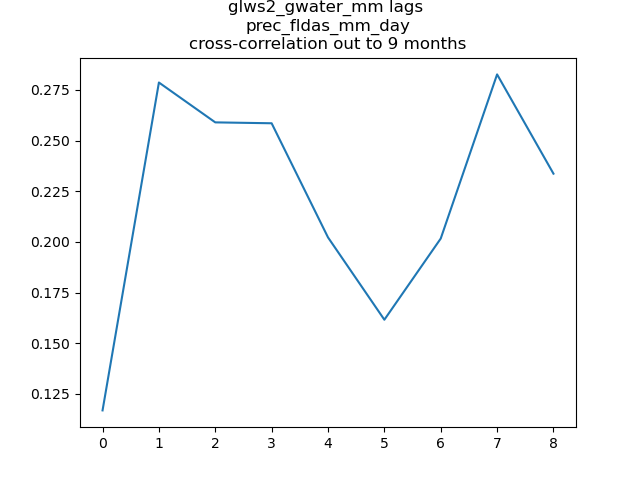 glws2_gwater_mm lags
prec_fldas_mm_day
cross-correlation out to 9 months
0.275
0.250
0.225
0.200
0.175
0.150
0.125
0 1 2 3 4 5 6 7 8